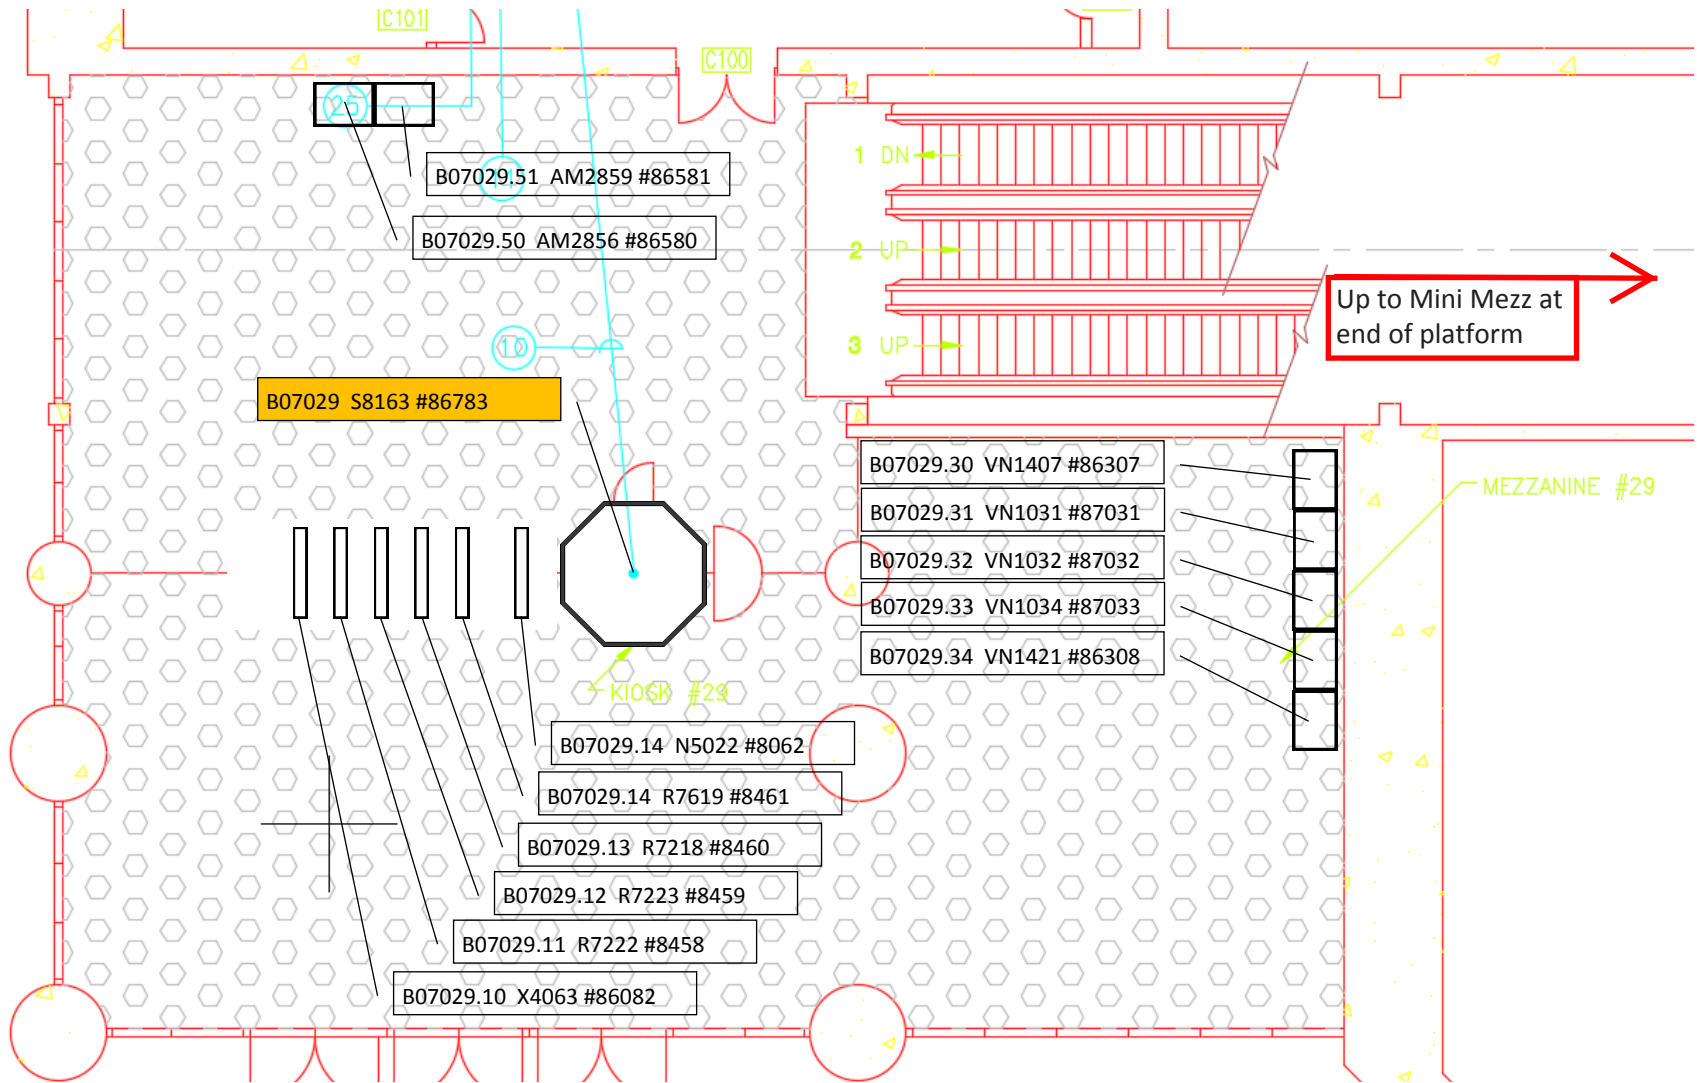 C101
C100
25
B07029.51 AM2859 #86581
B07029.50 AM2856 #86580
1 DN
2 UP
3 UP
Up to Mini Mezz at
end of platform
10
B07029 S8163 #86783
B07029.30 VN1407 #86307
B07029.31 VN1031 #87031
B07029.32 VN1032 #87032
B07029.33 VN1034 #87033
B07029.34 VN1421 #86308
MEZZANINE #29
KIOSK #29
B07029.14 N5022 #8062
B07029.14 R7619 #8461
B07029.13 R7218 #8460
B07029.12 R7223 #8459
B07029.11 R7222 #8458
B07029.10 X4063 #86082